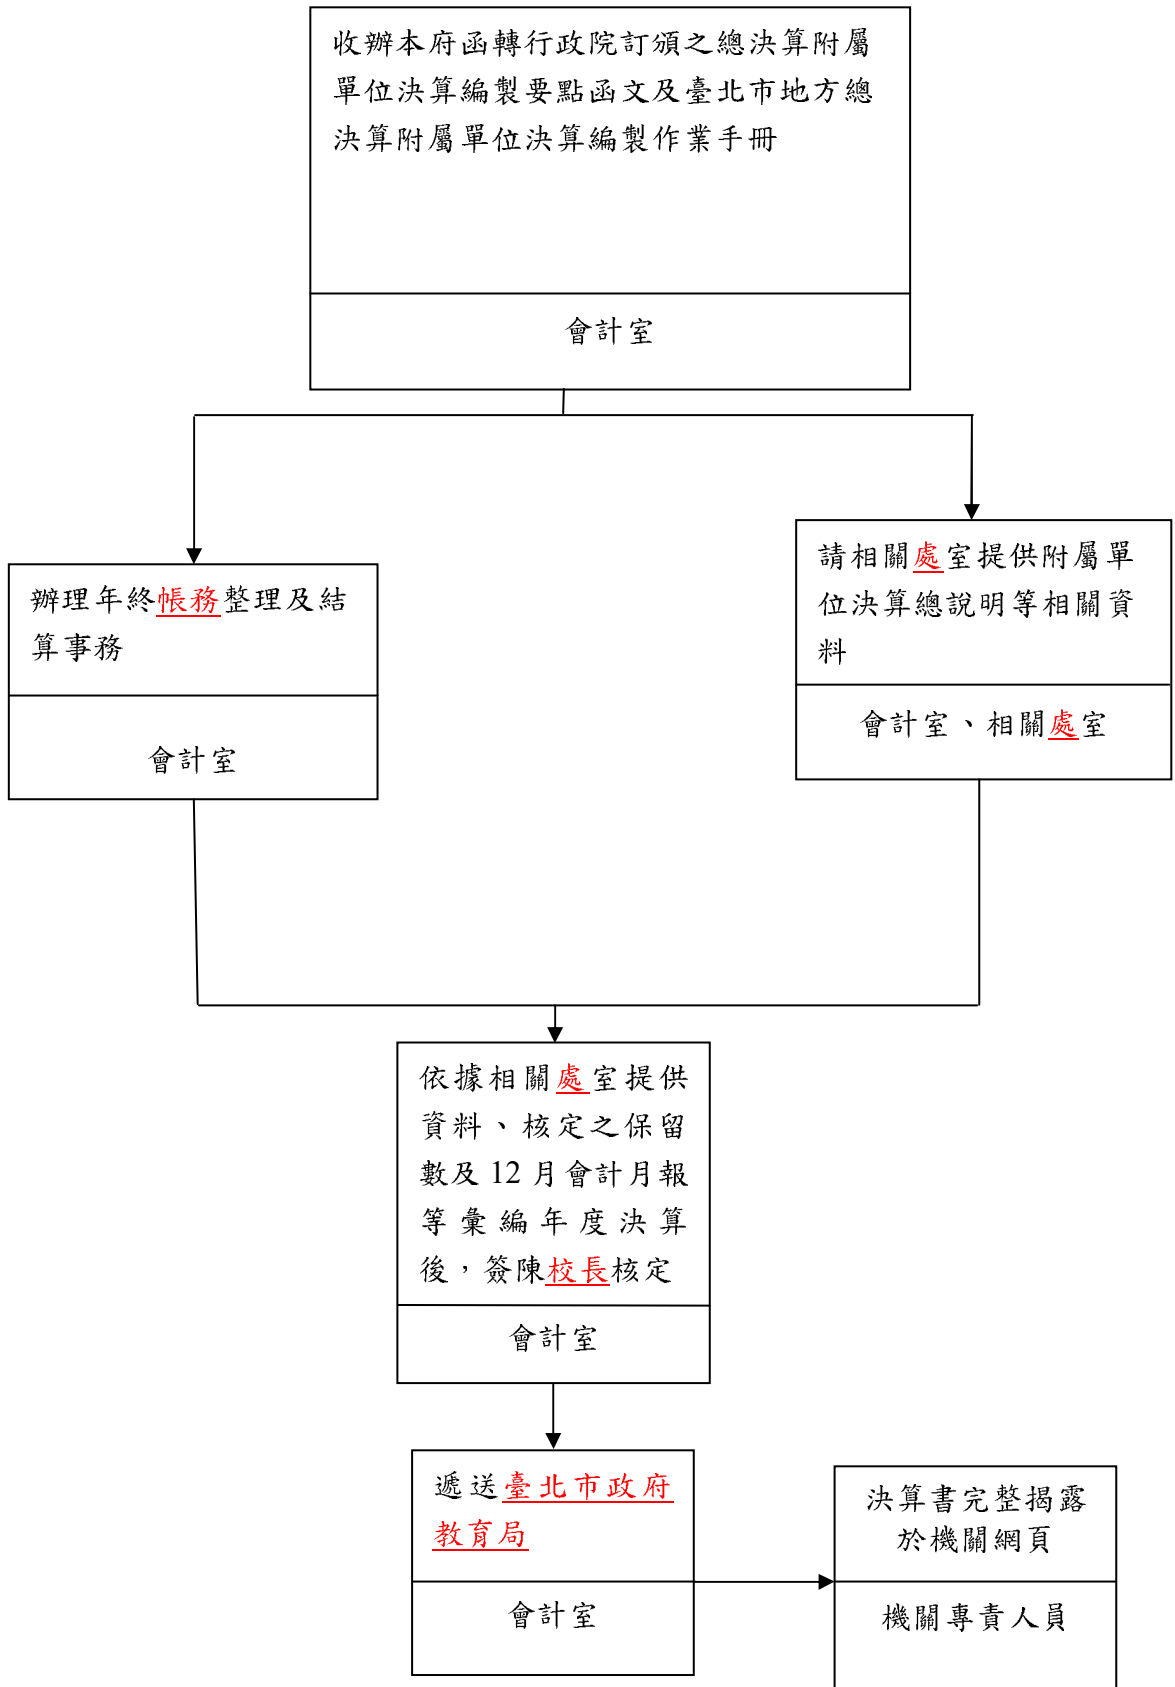 收辦本府函轉行政院訂頒之總決算附屬
單位決算編製要點函文及臺北市地方總
決算附屬單位決算編製作業手冊
會計室
辦理年終帳務整理及結
算事務
會計室
請相關處室提供附屬單
位決算總說明等相關資
料
會計室、相關處室
依據相關處室提供
資料、核定之保留
數及 12 月會計月報
等彙編年度決算
後，簽陳校長核定
會計室
遞送臺北市政府
教育局
會計室
決算書完整揭露
於機關網頁
機關專責人員